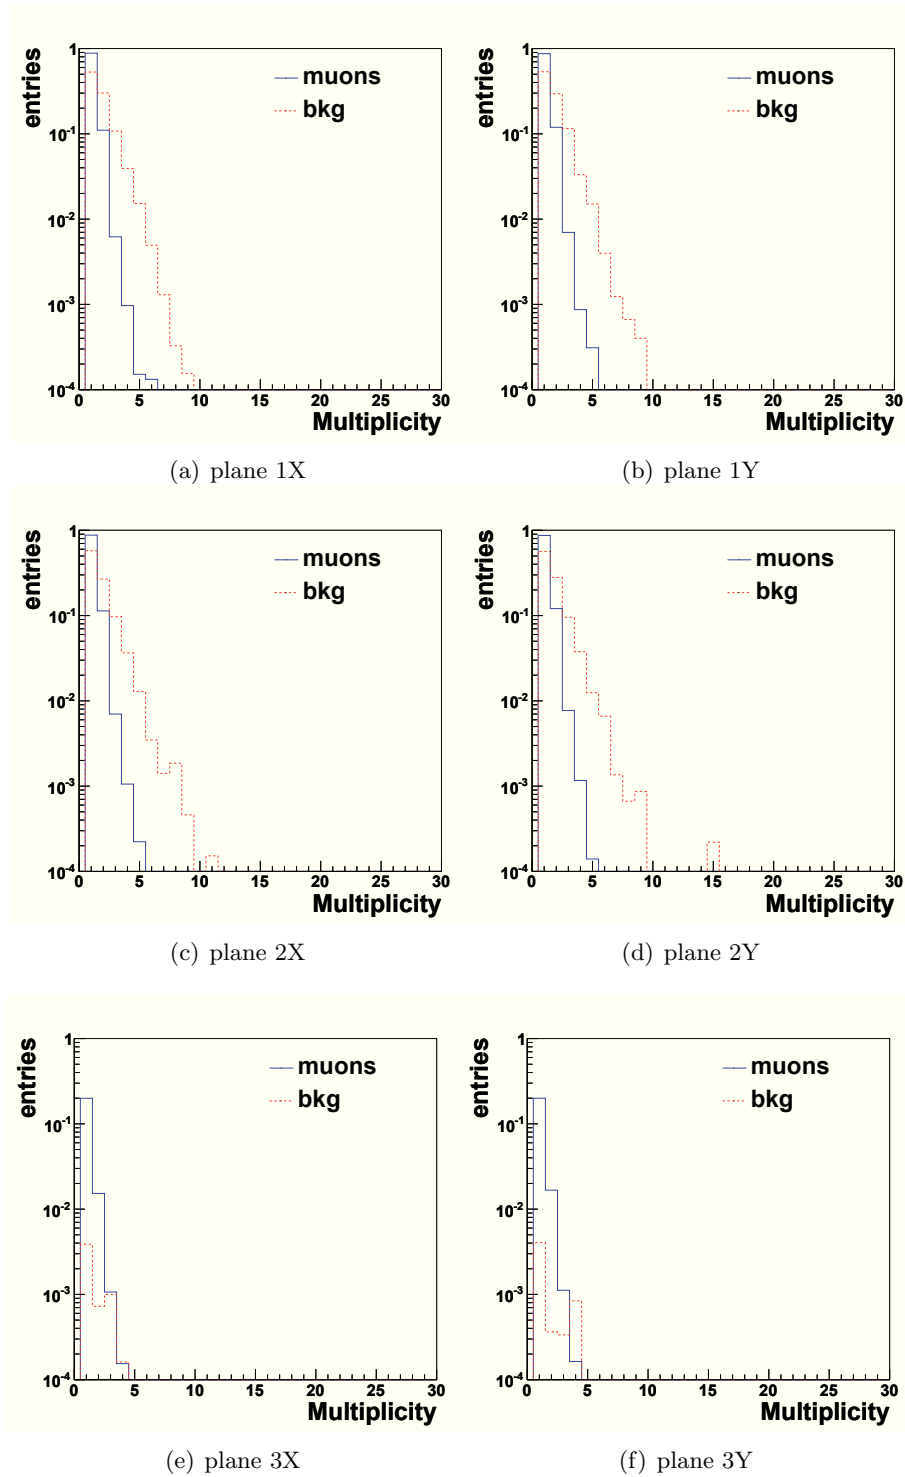 entries
1
10-1
10-2
10-3
10-4
0 5 10 15 20 25 30
Multiplicity
muons
bkg
(a) plane 1X
entries
1
10-1
10-2
10-3
10-4
0 5 10 15 20 25 30
Multiplicity
muons
bkg
(b) plane 1Y
entries
1
10-1
10-2
10-3
10-4
0 5 10 15 20 25 30
Multiplicity
muons
bkg
(c) plane 2X
entries
1
10-1
10-2
10-3
10-4
0 5 10 15 20 25 30
Multiplicity
muons
bkg
(d) plane 2Y
entries
1
10-1
10-2
10-3
10-4
0 5 10 15 20 25 30
Multiplicity
muons
bkg
(e) plane 3X
entries
1
10-1
10-2
10-3
10-4
0 5 10 15 20 25 30
Multiplicity
muons
bkg
(f) plane 3Y